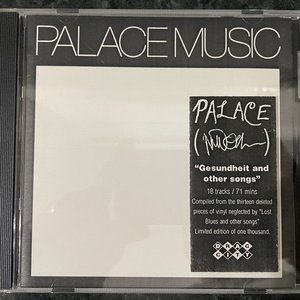 PALACE MUSIC
PALACE
"Gesundheit and
other songs"
18 tracks / 71 mins
Compiled from the thirteen deleted
pieces of vinyl neglected by "Lost
Blues and other songs"
Limited edition of one thousand.
DRAG
CITY